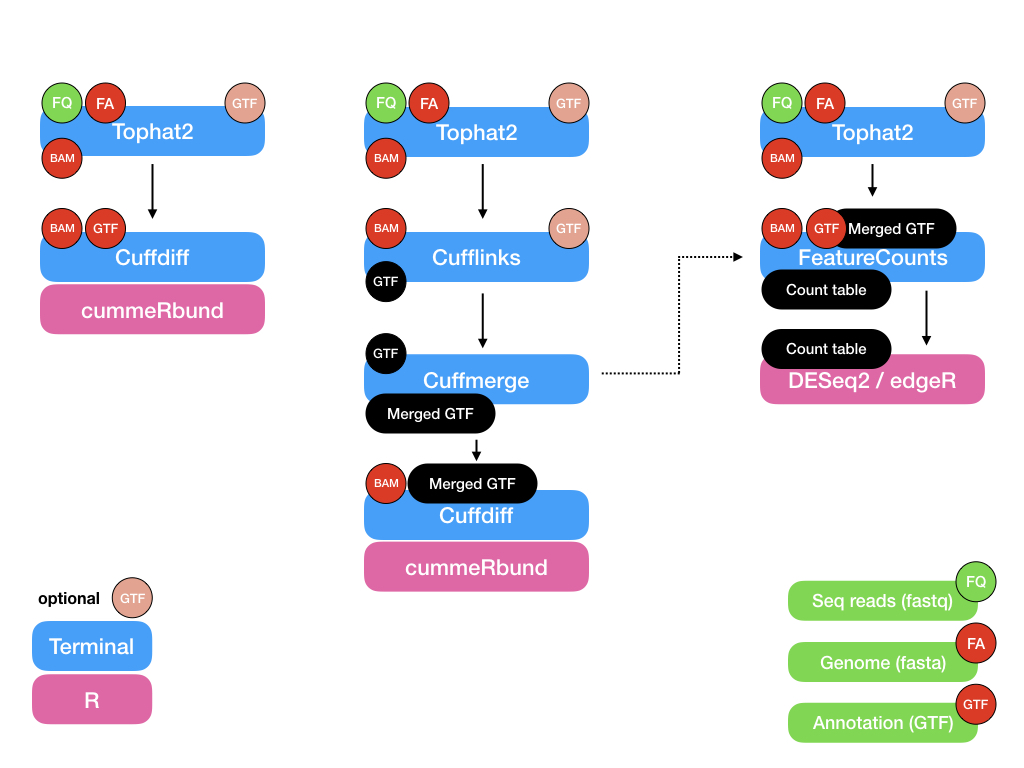 FQ FA GTF
Tophat2
BAM
BAM GTF
Cuffdiff
cummeRbund
FQ FA GTF
Tophat2
BAM
BAM GTF
Cufflinks
GTF
GTF
Cuffmerge
Merged GTF
BAM Merged GTF
Cuffdiff
cummeRbund
FQ FA GTF
Tophat2
BAM
BAM GTF Merged GTF
FeatureCounts
Count table
Count table
DESeq2 / edgeR
optional GTF
Terminal
R
FQ
Seq reads (fastq)
FA
Genome (fasta)
GTF
Annotation (GTF)